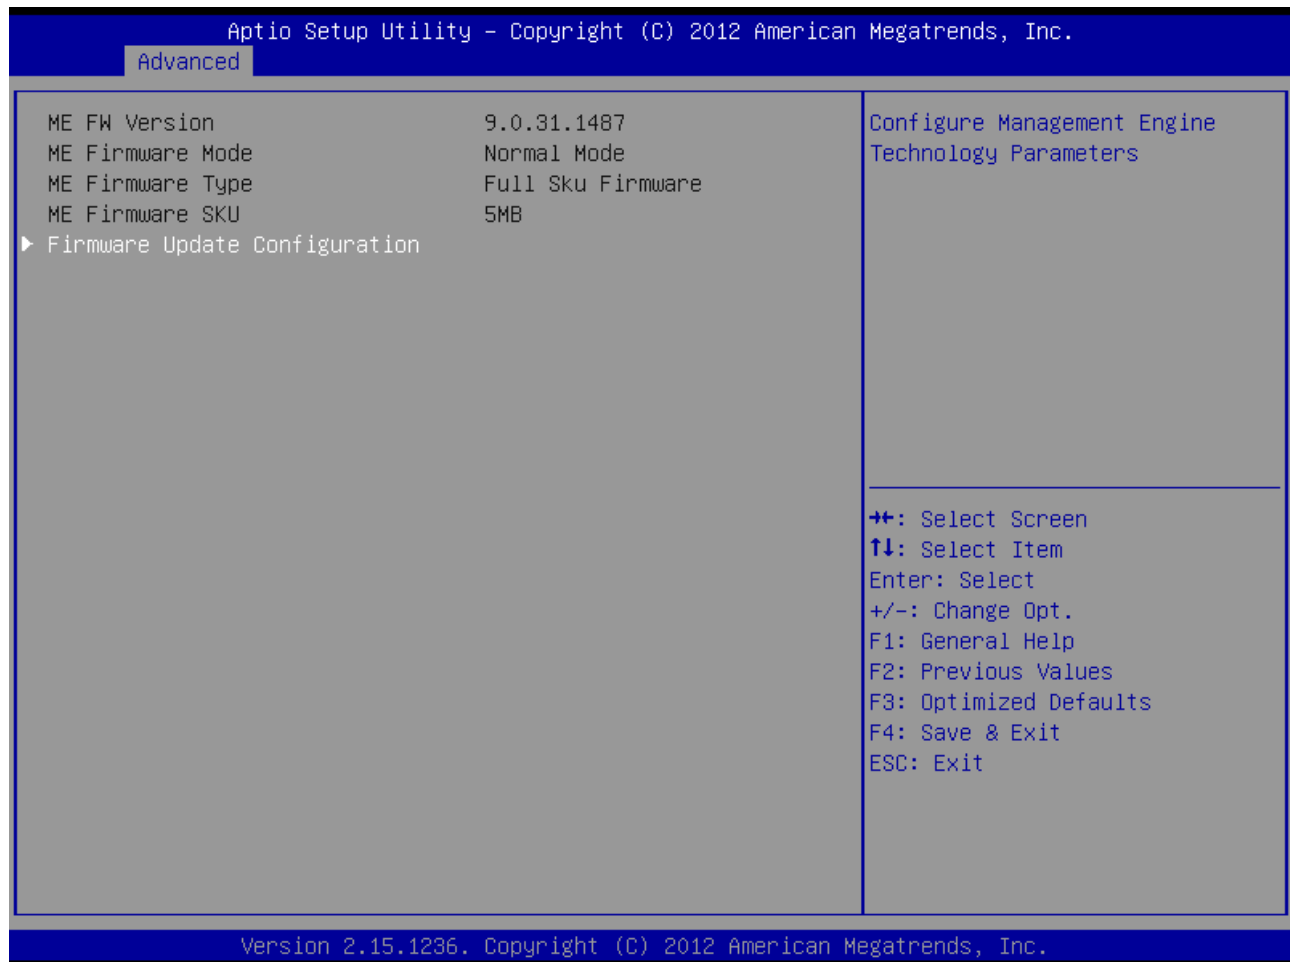 Aptio Setup Utility – Copyright (C) 2012 American Megatrends, Inc.
Advanced
ME FW Version 9.0.31.1487
ME Firmware Mode Normal Mode
ME Firmware Type Full Sku Firmware
ME Firmware SKU 5MB
▶ Firmware Update Configuration
Configure Management Engine
Technology Parameters
→←: Select Screen
↑↓: Select Item
Enter: Select
+/-: Change Opt.
F1: General Help
F2: Previous Values
F3: Optimized Defaults
F4: Save & Exit
ESC: Exit
Version 2.15.1236. Copyright (C) 2012 American Megatrends, Inc.